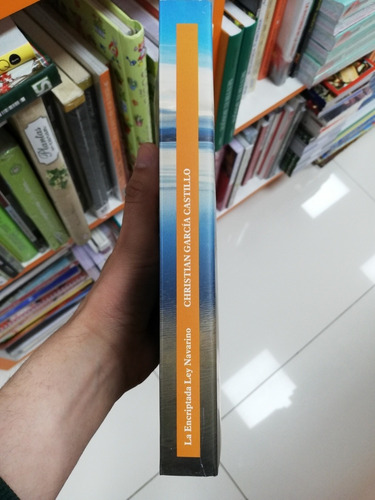 La Encriptada Ley Navarino CHRISTIAN GARCÍA CASTILLO